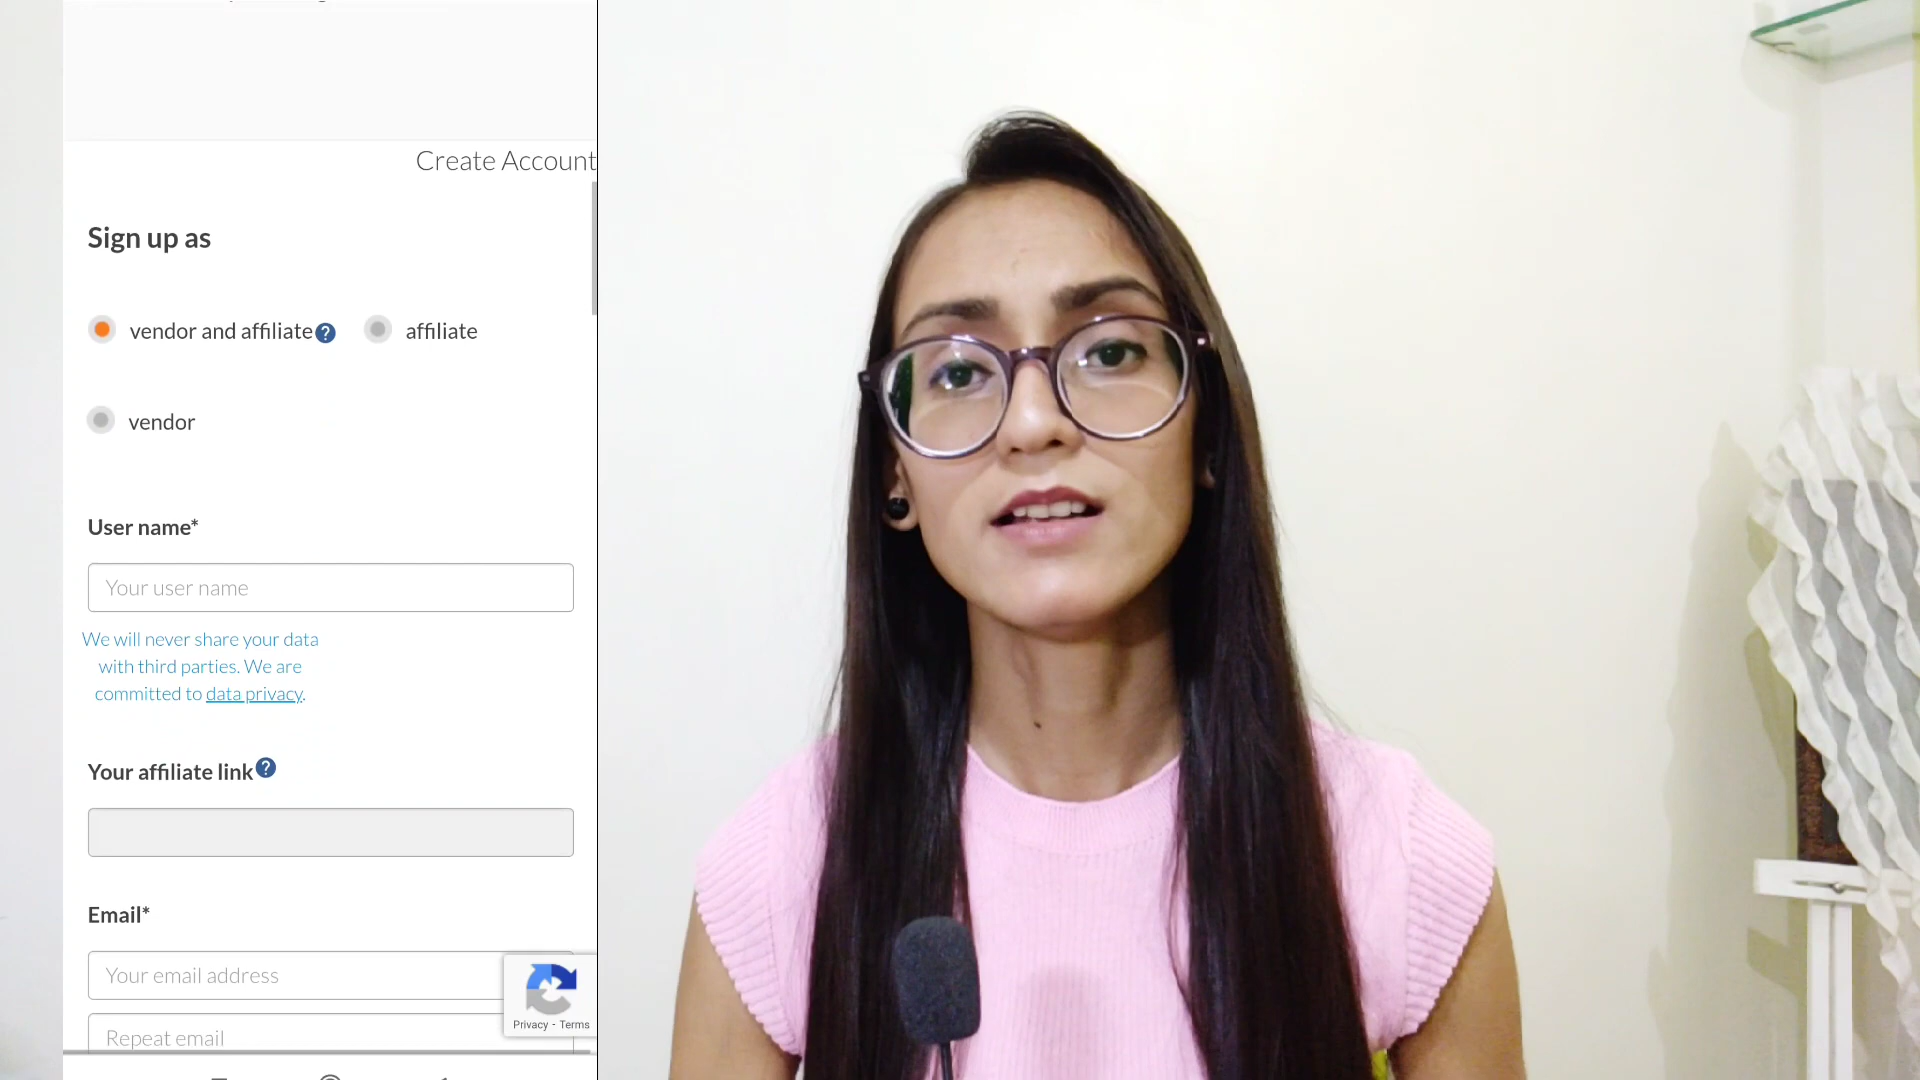 Create Account
Sign up as
vendor and affiliate ? affiliate
vendor
User name*
Your user name
We will never share your data
with third parties. We are
committed to data privacy.
Your affiliate link ?
Email*
Your email address
Repeat email
Privacy - Terms